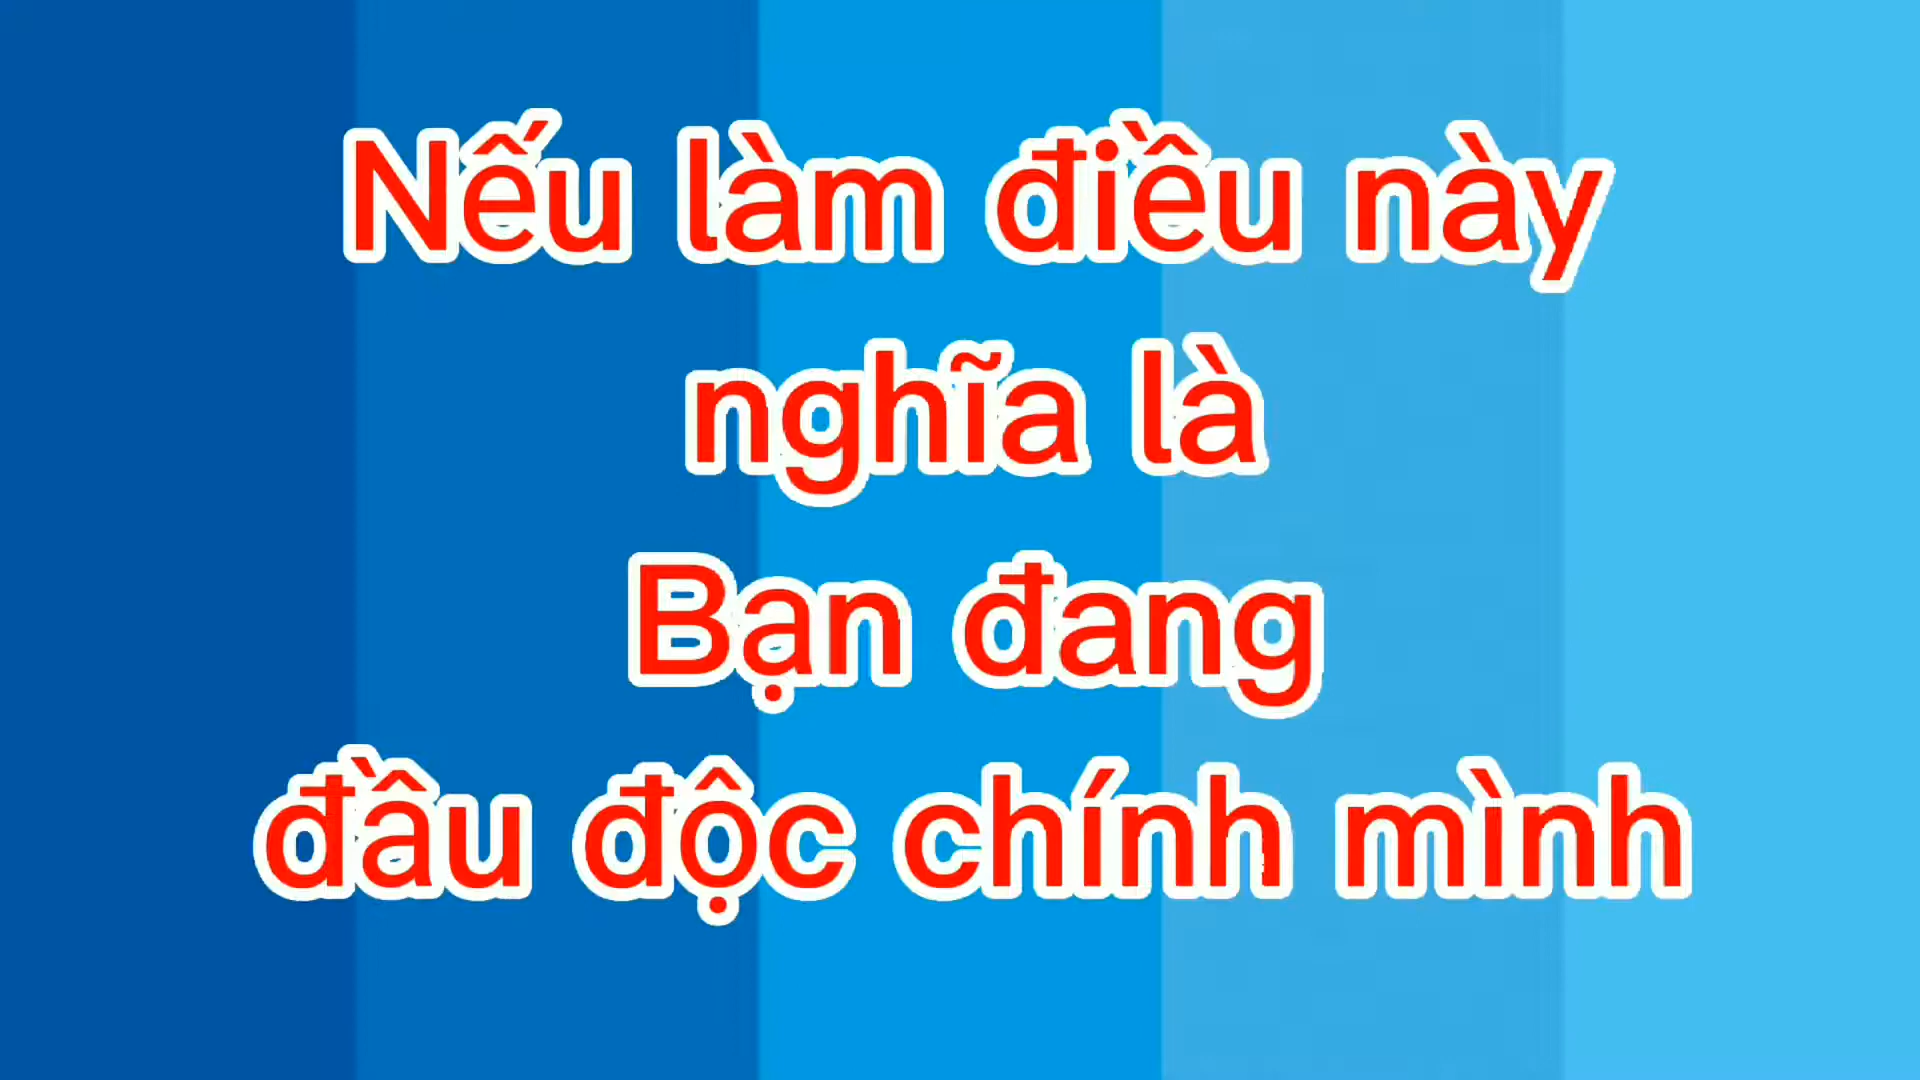 Nếu làm điều này
nghĩa là
Bạn đang
đầu độc chính mình